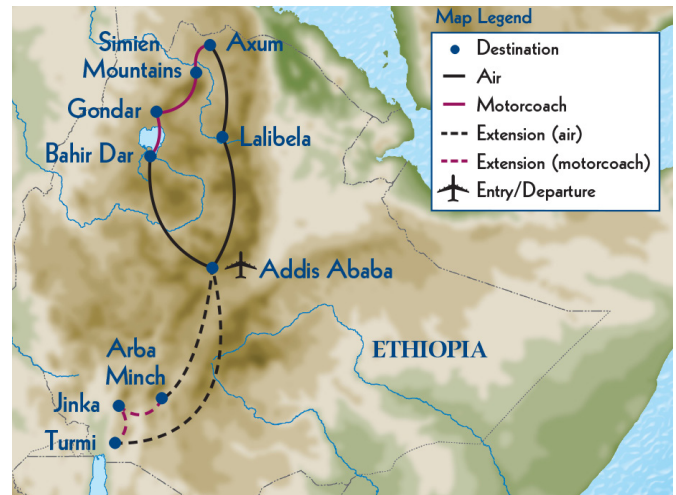 Map Legend
Destination
Air
Motorcoach
Extension (air)
Extension (motorcoach)
Entry/Departure
Simien
Mountains
Axum
Gondar
Lalibela
Bahir Dar
Addis Ababa
ETHIOPIA
Arba
Minch
Jinka
Turmi